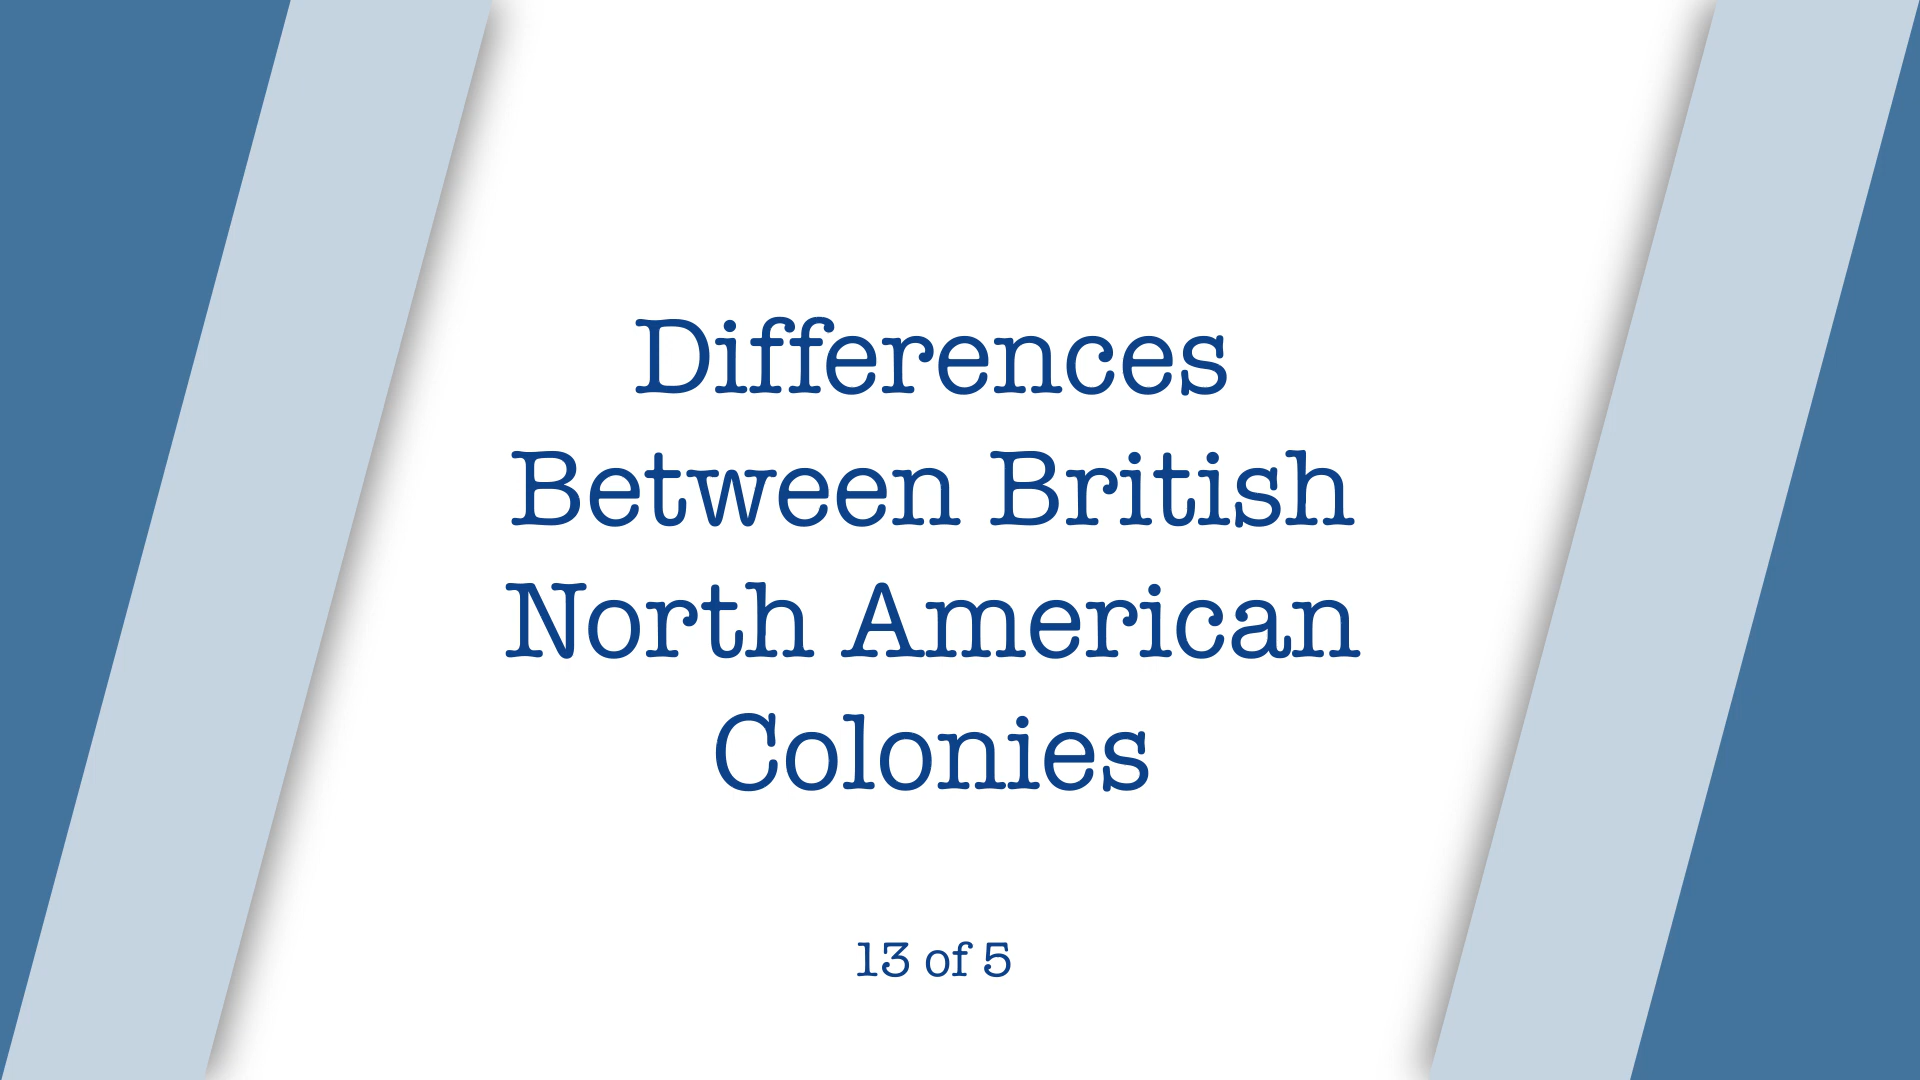 Differences
Between British
North American
Colonies
13 of 5